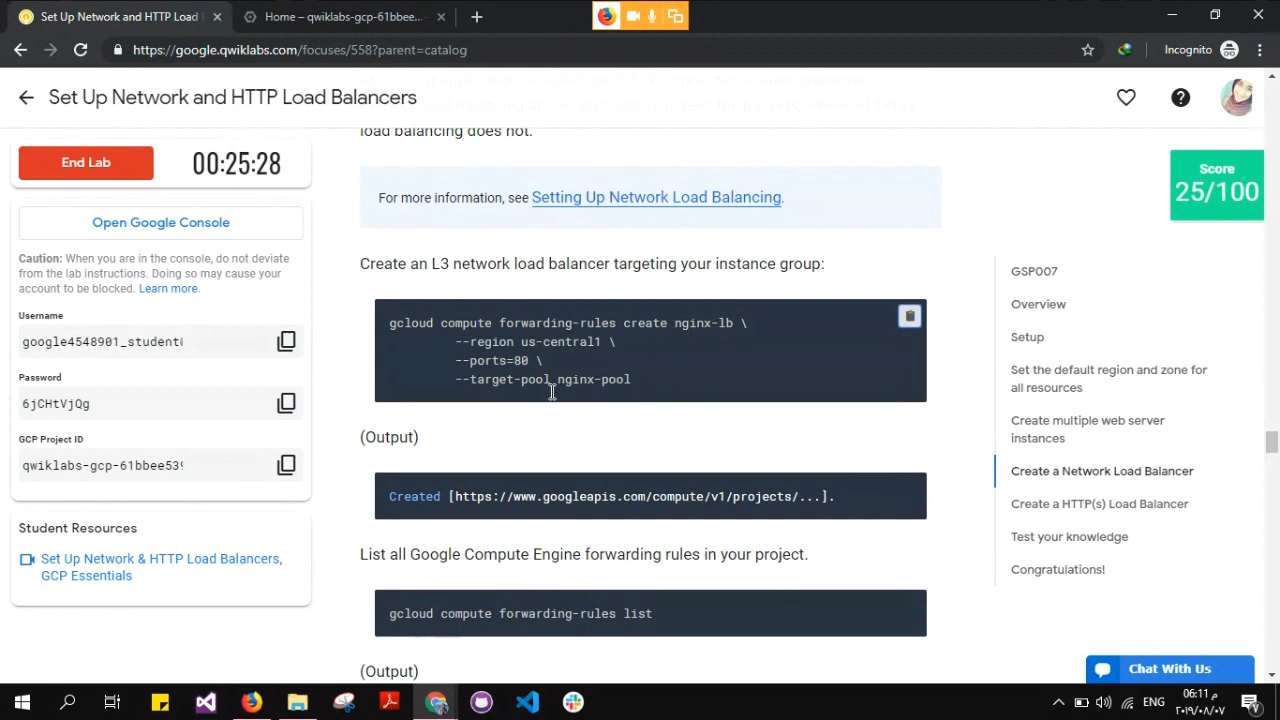 Set Up Network and HTTP Load
Home – qwiklabs-gcp-61bbee
https://google.qwiklabs.com/focuses/558?parent=catalog
Incognito
Set Up Network and HTTP Load Balancers
End Lab
00:25:28
Open Google Console
Caution: When you are in the console, do not deviate
from the lab instructions. Doing so may cause your
account to be blocked. Learn more.
Username
google4548901_student
Password
6jCHtVjQg
GCP Project ID
qwiklabs-gcp-61bbee539
Student Resources
Set Up Network & HTTP Load Balancers,
GCP Essentials
load balancing does not.
For more information, see Setting Up Network Load Balancing.
Create an L3 network load balancer targeting your instance group:
gcloud compute forwarding-rules create nginx-lb \
--region us-central1 \
--ports=80 \
--target-pool nginx-pool
(Output)
Created [https://www.googleapis.com/compute/v1/projects/...].
List all Google Compute Engine forwarding rules in your project.
gcloud compute forwarding-rules list
(Output)
Score
25/100
GSP007
Overview
Setup
Set the default region and zone for
all resources
Create multiple web server
instances
Create a Network Load Balancer
Create a HTTP(s) Load Balancer
Test your knowledge
Congratulations!
Chat With Us
ENG
06:11 م
٢٠١٩/٠٨/٠٧